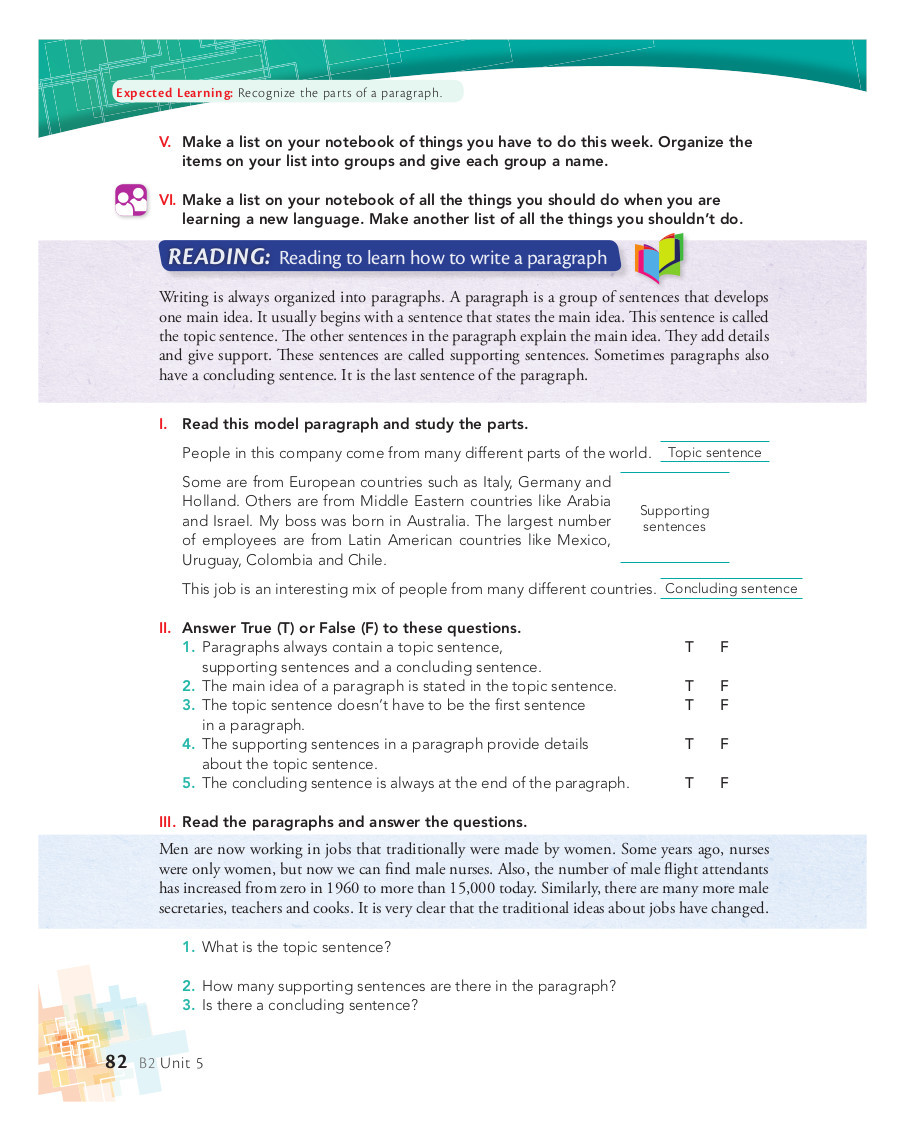 Expected Learning: Recognize the parts of a paragraph.
V. Make a list on your notebook of things you have to do this week. Organize the
items on your list into groups and give each group a name.
VI. Make a list on your notebook of all the things you should do when you are
learning a new language. Make another list of all the things you shouldn't do.
READING: Reading to learn how to write a paragraph
Writing is always organized into paragraphs. A paragraph is a group of sentences that develops
one main idea. It usually begins with a sentence that states the main idea. This sentence is called
the topic sentence. The other sentences in the paragraph explain the main idea. They add details
and give support. These sentences are called supporting sentences. Sometimes paragraphs also
have a concluding sentence. It is the last sentence of the paragraph.
I. Read this model paragraph and study the parts.
People in this company come from many different parts of the world. Topic sentence
Some are from European countries such as Italy, Germany and
Holland. Others are from Middle Eastern countries like Arabia
and Israel. My boss was born in Australia. The largest number
of employees are from Latin American countries like Mexico,
Uruguay, Colombia and Chile.
Supporting
sentences
This job is an interesting mix of people from many different countries. Concluding sentence
II. Answer True (T) or False (F) to these questions.
1. Paragraphs always contain a topic sentence, T F
supporting sentences and a concluding sentence.
2. The main idea of a paragraph is stated in the topic sentence. T F
3. The topic sentence doesn't have to be the first sentence T F
in a paragraph.
4. The supporting sentences in a paragraph provide details T F
about the topic sentence.
5. The concluding sentence is always at the end of the paragraph. T F
III. Read the paragraphs and answer the questions.
Men are now working in jobs that traditionally were made by women. Some years ago, nurses
were only women, but now we can find male nurses. Also, the number of male flight attendants
has increased from zero in 1960 to more than 15,000 today. Similarly, there are many more male
secretaries, teachers and cooks. It is very clear that the traditional ideas about jobs have changed.
1. What is the topic sentence?
2. How many supporting sentences are there in the paragraph?
3. Is there a concluding sentence?
82 B2 Unit 5